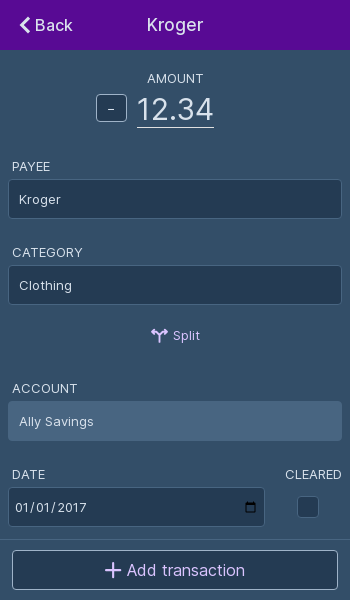 Back
Kroger
AMOUNT
- 12.34
PAYEE
Kroger
CATEGORY
Clothing
Split
ACCOUNT
Ally Savings
DATE
CLEARED
01/01/2017
Add transaction